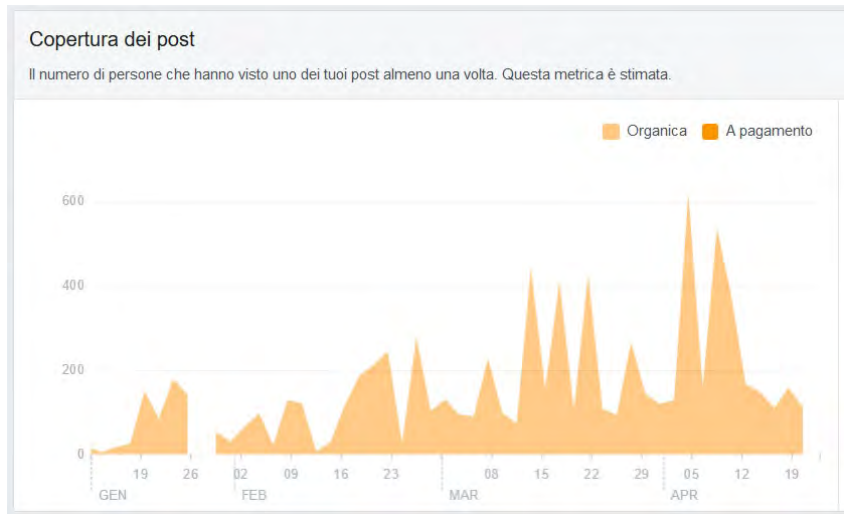 Copertura dei post
Il numero di persone che hanno visto uno dei tuoi post almeno una volta. Questa metrica è stimata.
Organica A pagamento
600
400
200
0
19 26 02 09 16 23 08 15 22 29 05 12 19
GEN FEB MAR APR